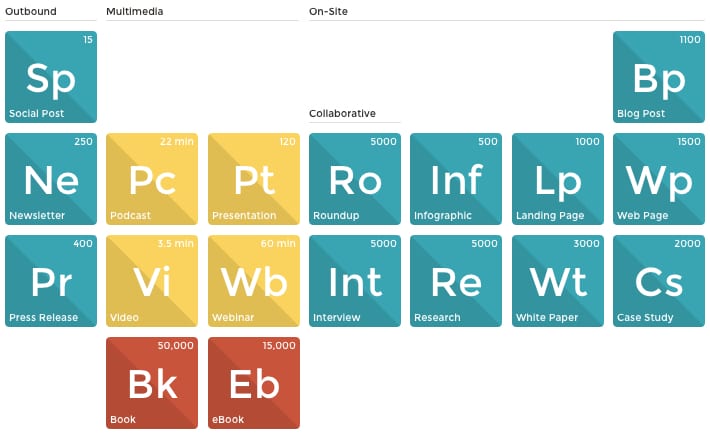 Outbound
Multimedia
On-Site
15
Sp
Social Post
1100
Bp
Blog Post
Collaborative
250
Ne
Newsletter
22 min
Pc
Podcast
120
Pt
Presentation
5000
Ro
Roundup
500
Inf
Infographic
1000
Lp
Landing Page
1500
Wp
Web Page
400
Pr
Press Release
3.5 min
Vi
Video
60 min
Wb
Webinar
5000
Int
Interview
5000
Re
Research
3000
Wt
White Paper
2000
Cs
Case Study
50,000
Bk
Book
15,000
Eb
eBook